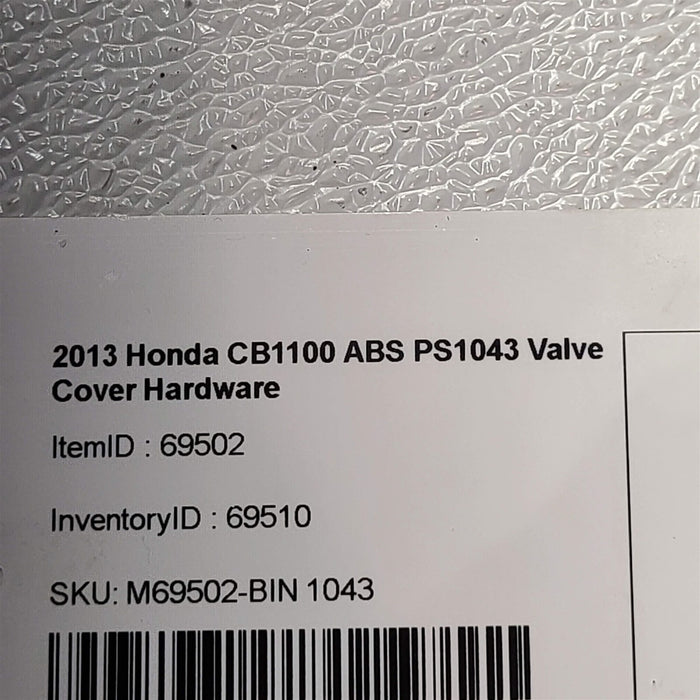 2013 Honda CB1100 ABS PS1043 Valve
Cover Hardware
ItemID : 69502
InventoryID : 69510
SKU: M69502-BIN 1043